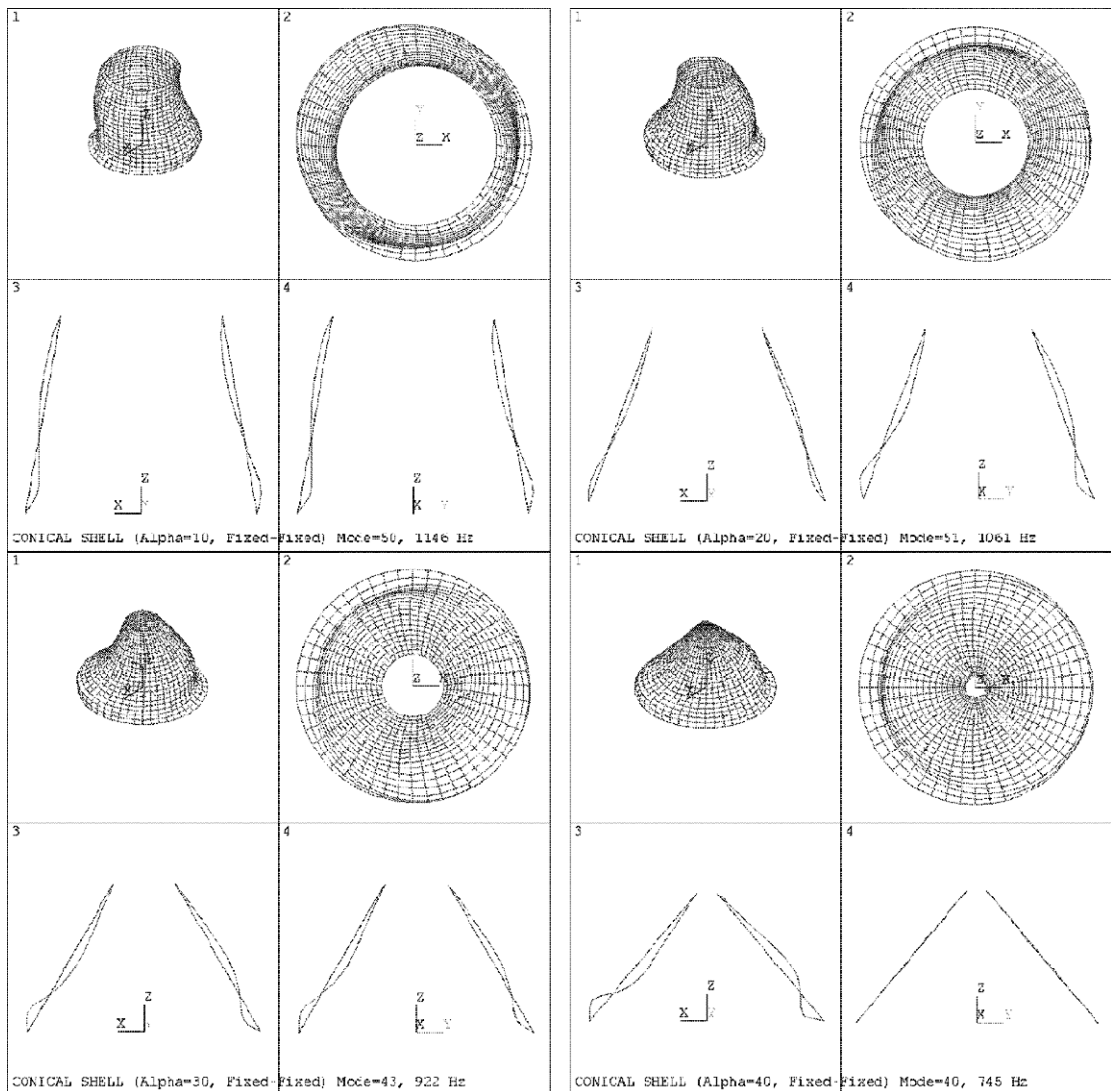 1
2
Z
X
Y
Z X
3
4
Z
X Y
Z
X Y
CONICAL SHELL (Alpha=10, Fixed-Fixed) Mode=50, 1146 Hz
1
2
Z
X
Y
Z X
3
4
Z
X Y
Z
X Y
CONICAL SHELL (Alpha=20, Fixed-Fixed) Mode=51, 1061 Hz
1
2
X
Z X
3
4
Z
X
Z
X Y
CONICAL SHELL (Alpha=30, Fixed-Fixed) Mode=43, 922 Hz
1
2
X
3
4
Z
X Y
Z
X Y
CONICAL SHELL (Alpha=40, Fixed-Fixed) Mode=40, 745 Hz